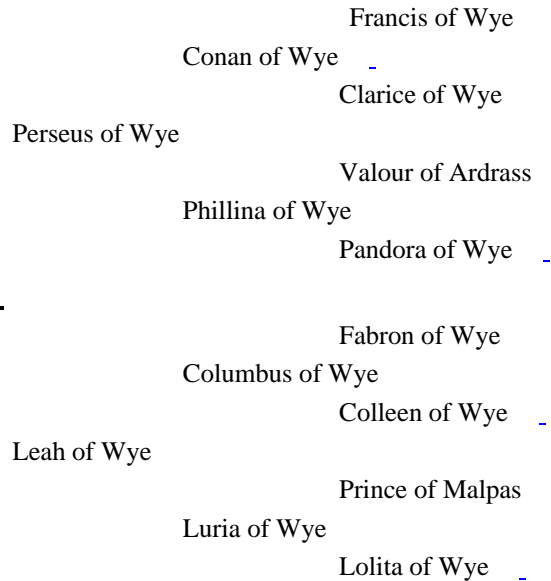 Francis of Wye
Conan of Wye
Clarice of Wye
Perseus of Wye
Valour of Ardrass
Phillina of Wye
Pandora of Wye
Fabron of Wye
Columbus of Wye
Colleen of Wye
Leah of Wye
Prince of Malpas
Luria of Wye
Lolita of Wye